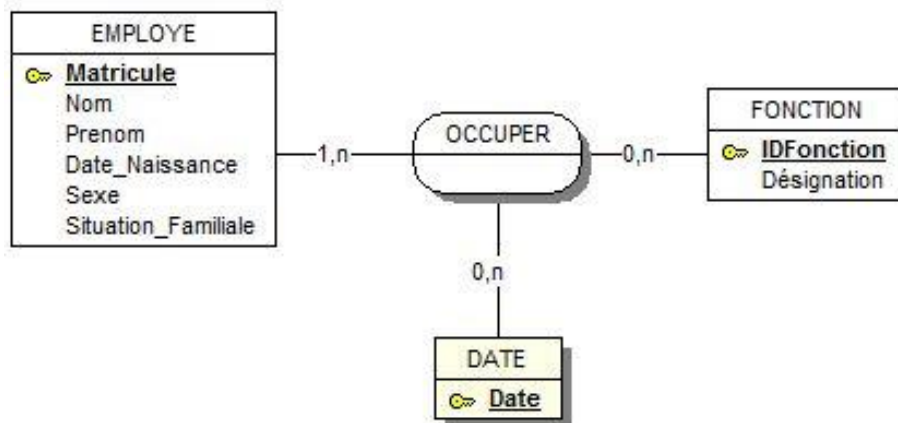 EMPLOYE
Matricule
Nom
Prenom
Date_Naissance
Sexe
Situation_Familiale
1,n
OCCUPER
0,n
FONCTION
IDFonction
Désignation
0,n
DATE
Date